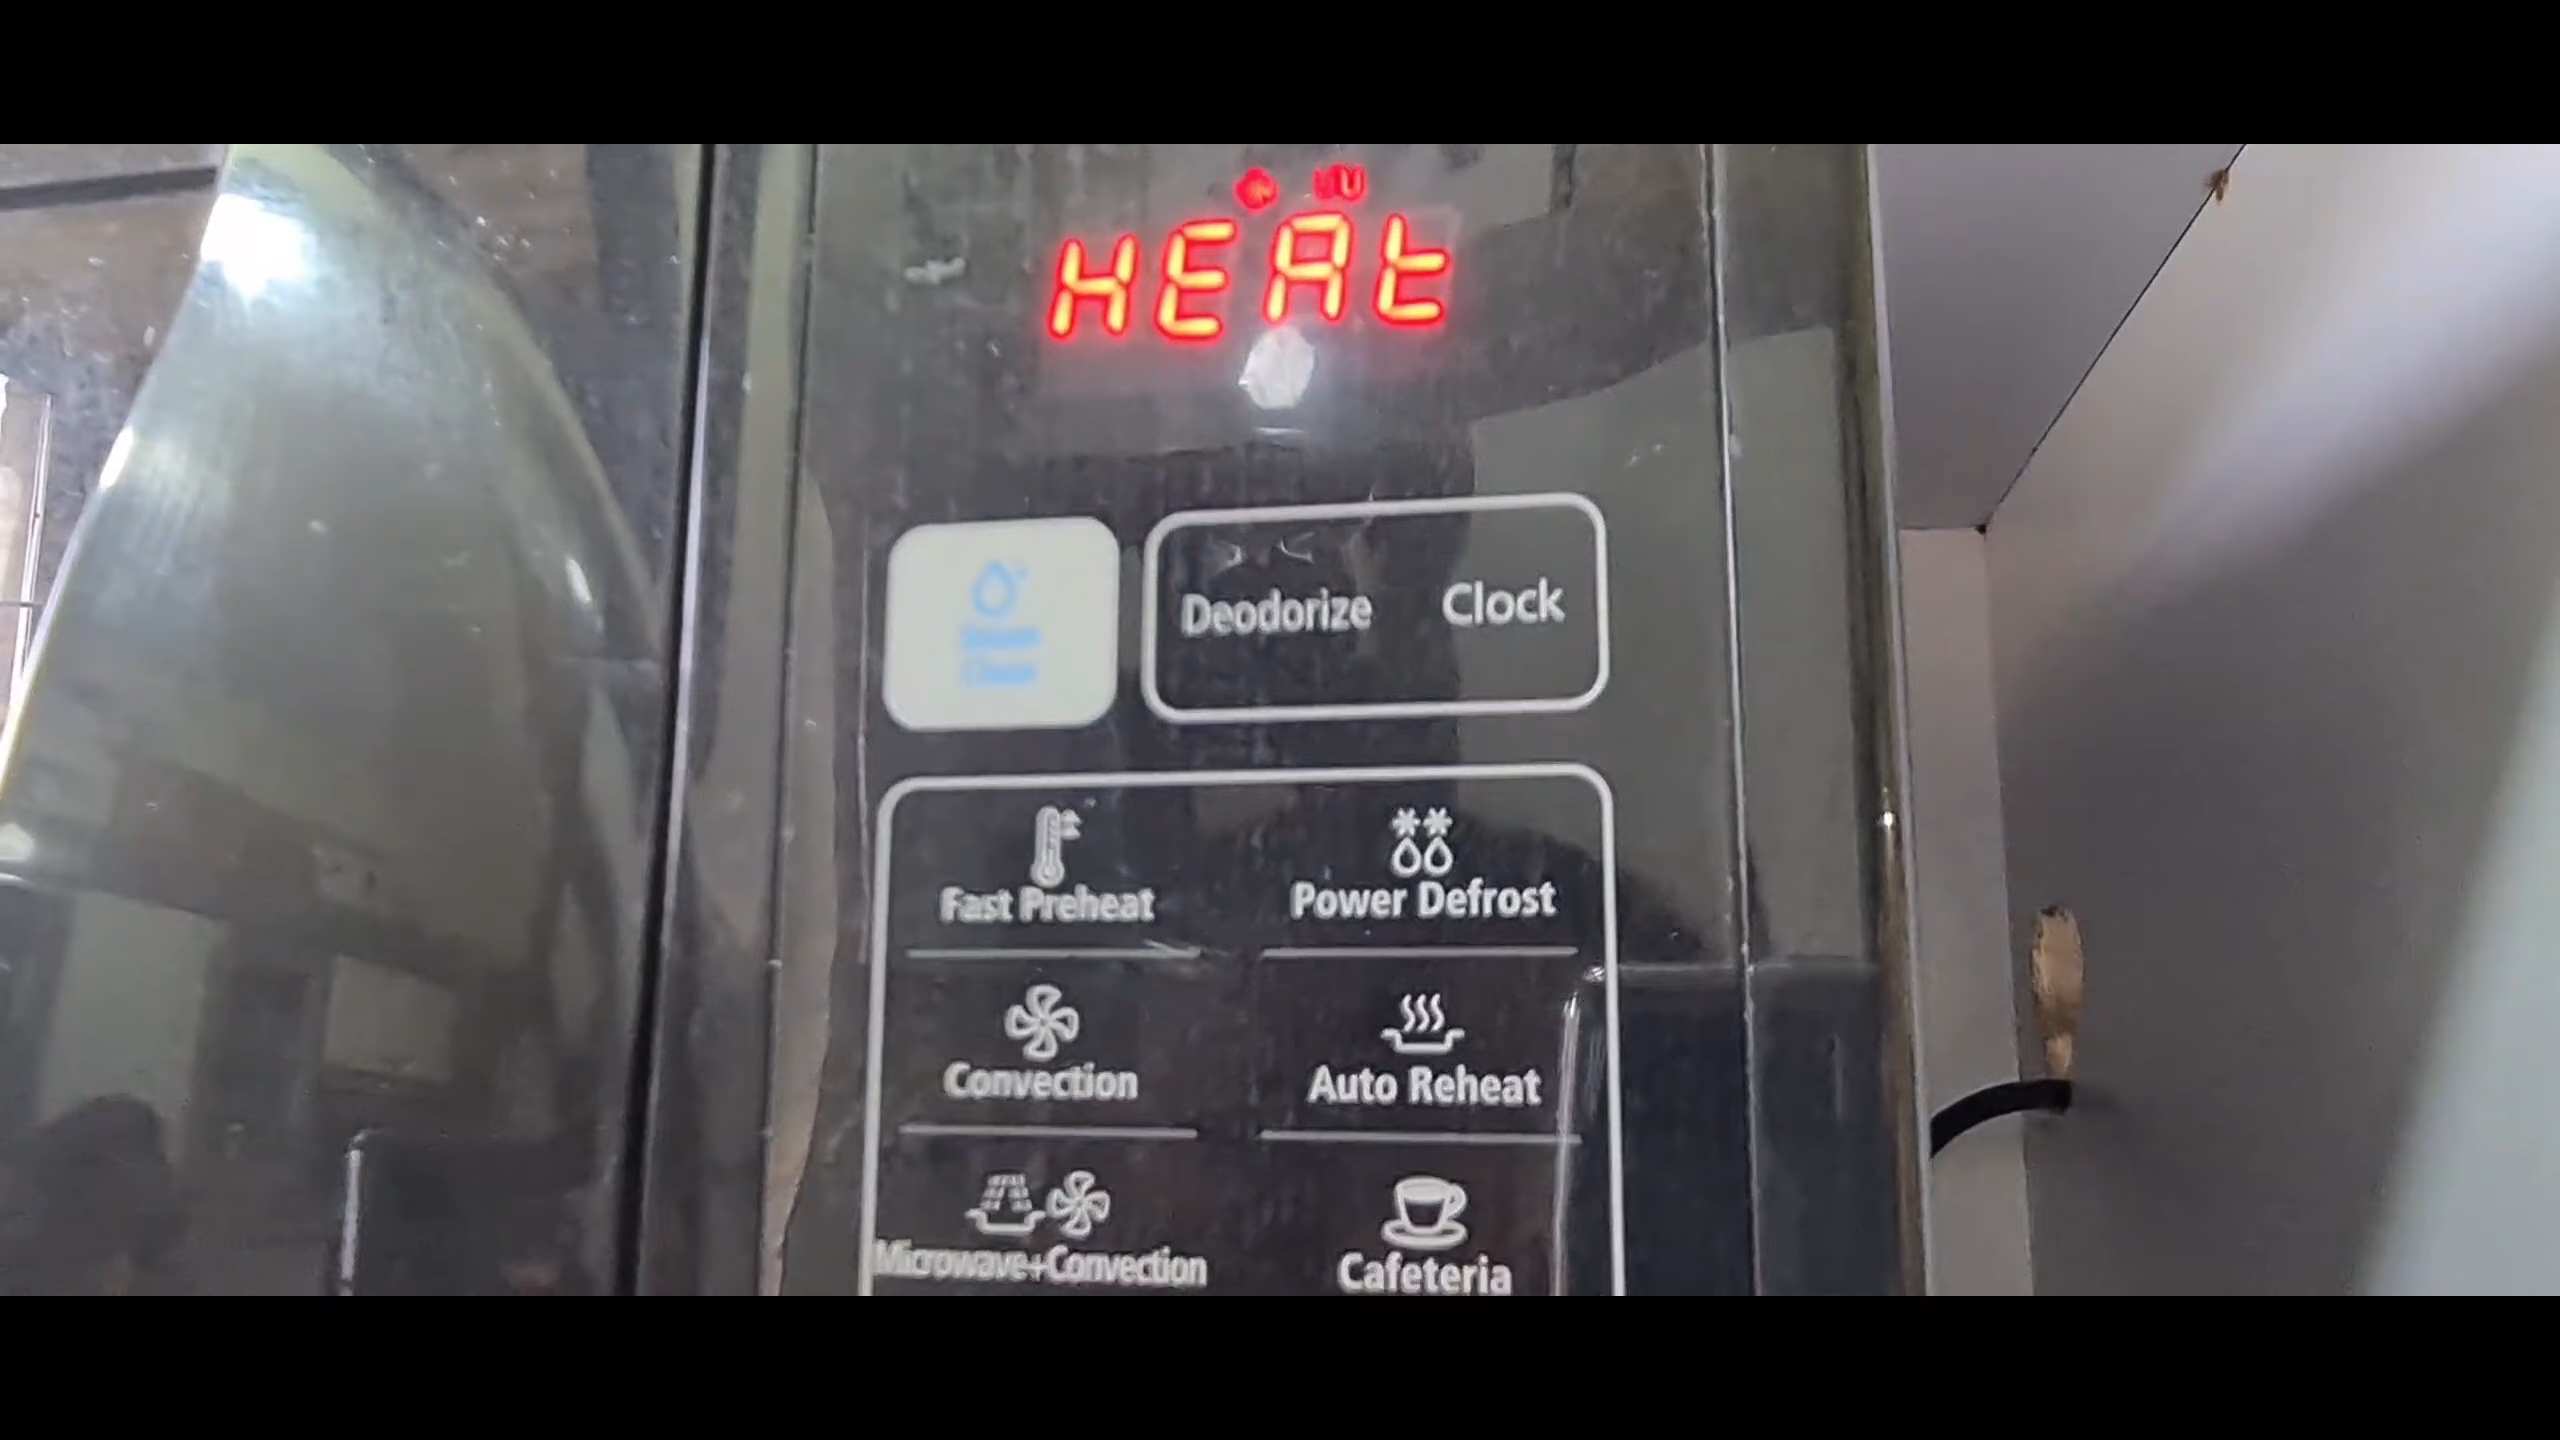 HEAt
Deodorize Clock
Fast Preheat Power Defrost
Convection Auto Reheat
Microwave+Convection Cafeteria